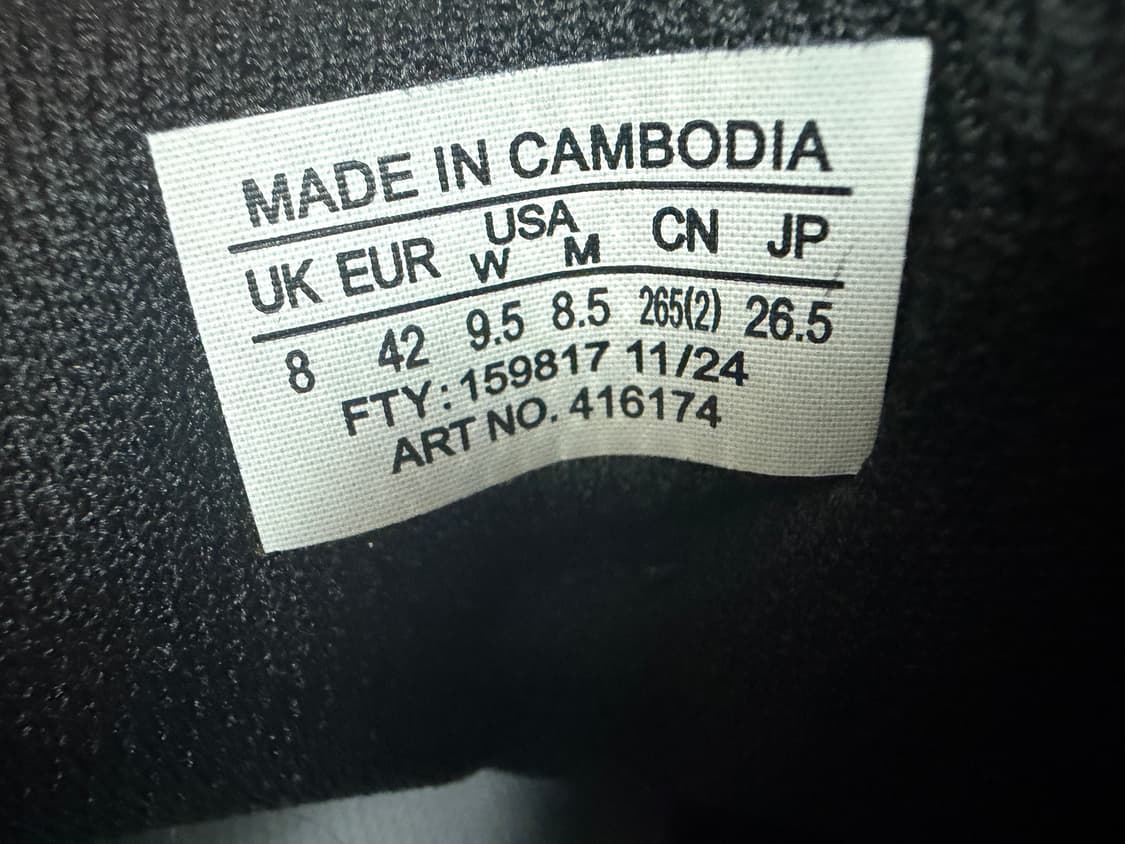 MADE IN CAMBODIA
UK EUR USA W M CN JP
8 42 9.5 8.5 265(2) 26.5
FTY:159817 11/24
ART NO. 416174